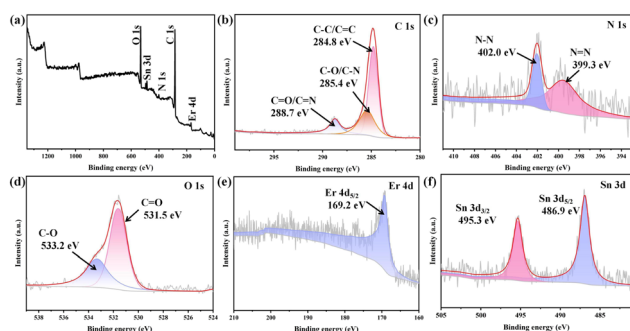 (a)
O 1s
Sn 3d
N 1s
C 1s
Er 4d
Intensity (a.u.)
1200 1000 800 600 400 200 0
Binding energy (eV)
(b)
C 1s
C-C/C=C
284.8 eV
C-O/C-N
285.4 eV
C=O/C=N
288.7 eV
Intensity (a.u.)
295 290 285 280
Binding energy (eV)
(c)
N 1s
N-N
402.0 eV
N=N
399.3 eV
Intensity (a.u.)
410 408 406 404 402 400 398 396 394
Binding energy (eV)
(d)
O 1s
C=O
531.5 eV
C-O
533.2 eV
Intensity (a.u.)
538 536 534 532 530 528 526 524
Binding energy (eV)
(e)
Er 4d
Er 4d5/2
169.2 eV
Intensity (a.u.)
210 200 190 180 170 160
Binding energy (eV)
(f)
Sn 3d
Sn 3d3/2
495.3 eV
Sn 3d5/2
486.9 eV
Intensity (a.u.)
505 500 495 490 485
Binding energy (eV)